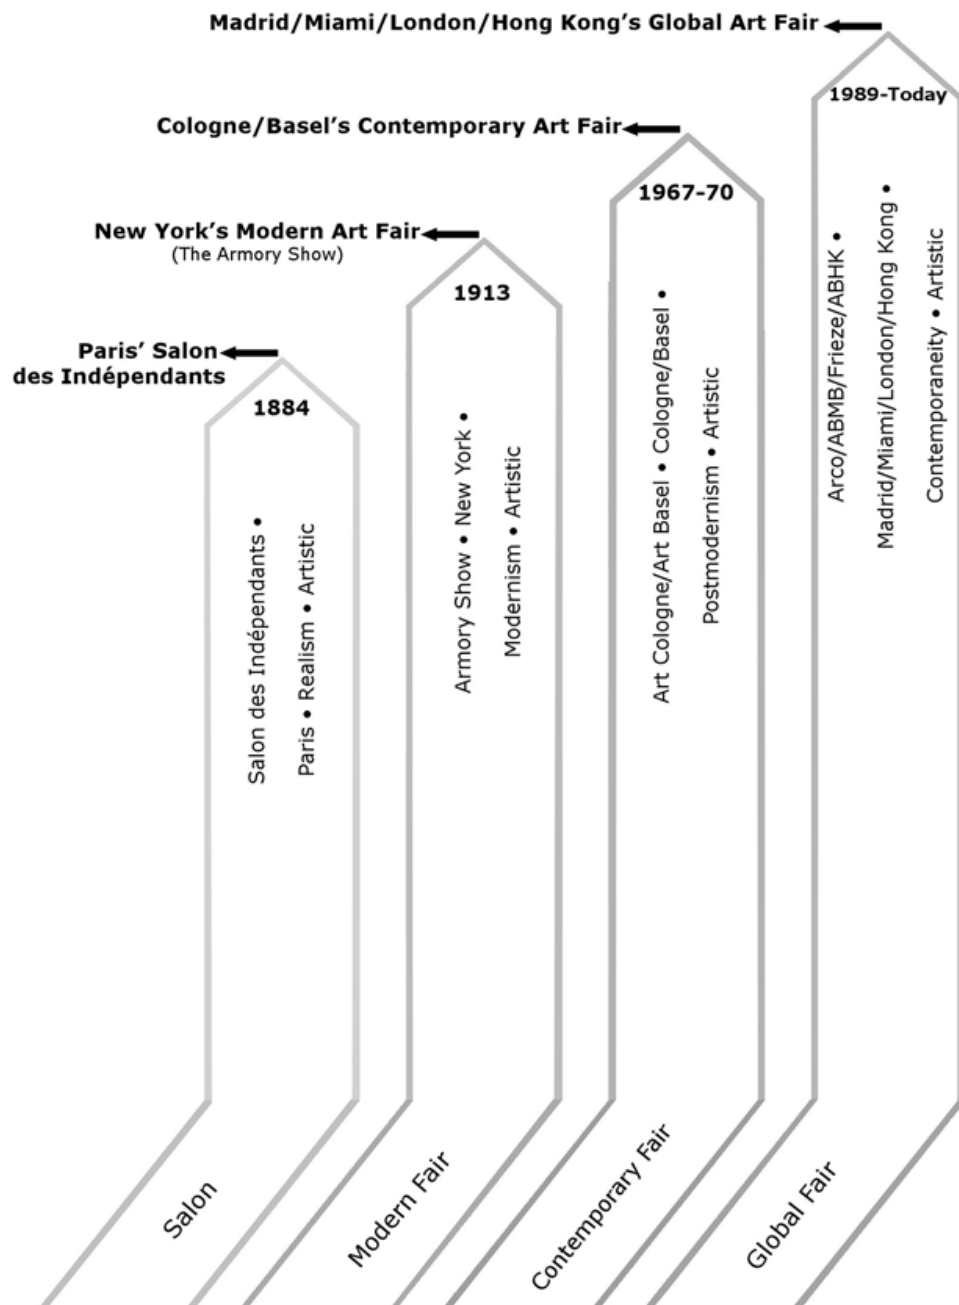 Madrid/Miami/London/Hong Kong's Global Art Fair
1989-Today
Cologne/Basel's Contemporary Art Fair
1967-70
New York's Modern Art Fair
(The Armory Show)
1913
Paris' Salon
des Indépendants
1884
Salon des Indépendants •
Paris • Realism • Artistic
Armory Show • New York •
Modernism • Artistic
Art Cologne/Art Basel • Cologne/Basel •
Postmodernism • Artistic
Arco/ABMB/Frieze/ABHK •
Madrid/Miami/London/Hong Kong •
Contemporaneity • Artistic
Salon
Modern Fair
Contemporary Fair
Global Fair